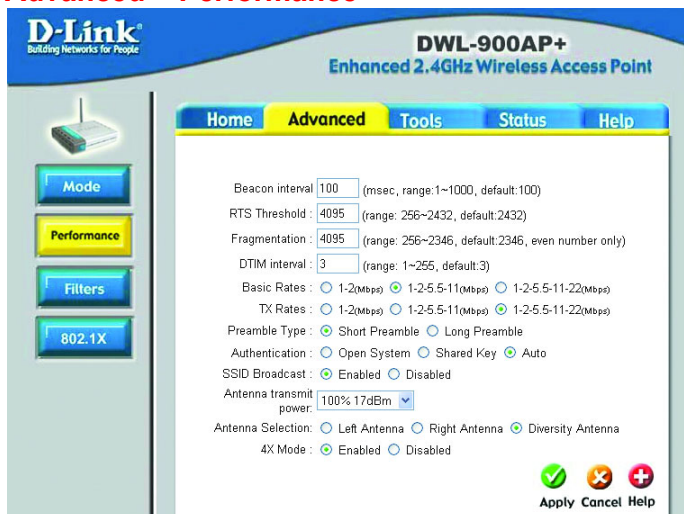 D-Link
Building Networks for People
DWL-900AP+
Enhanced 2.4GHz Wireless Access Point
Home Advanced Tools Status Help
Mode
Performance
Filters
802.1X
Beacon interval 100 (msec, range:1~1000, default:100)
RTS Threshold : 4095 (range: 256~2432, default:2432)
Fragmentation : 4095 (range: 256~2346, default:2346, even number only)
DTIM interval : 3 (range: 1~255, default:3)
Basic Rates : 1-2(Mbps) 1-2-5.5-11(Mbps) 1-2-5.5-11-22(Mbps)
TX Rates : 1-2(Mbps) 1-2-5.5-11(Mbps) 1-2-5.5-11-22(Mbps)
Preamble Type : Short Preamble Long Preamble
Authentication : Open System Shared Key Auto
SSID Broadcast : Enabled Disabled
Antenna transmit power: 100% 17dBm
Antenna Selection: Left Antenna Right Antenna Diversity Antenna
4X Mode : Enabled Disabled
Apply Cancel Help